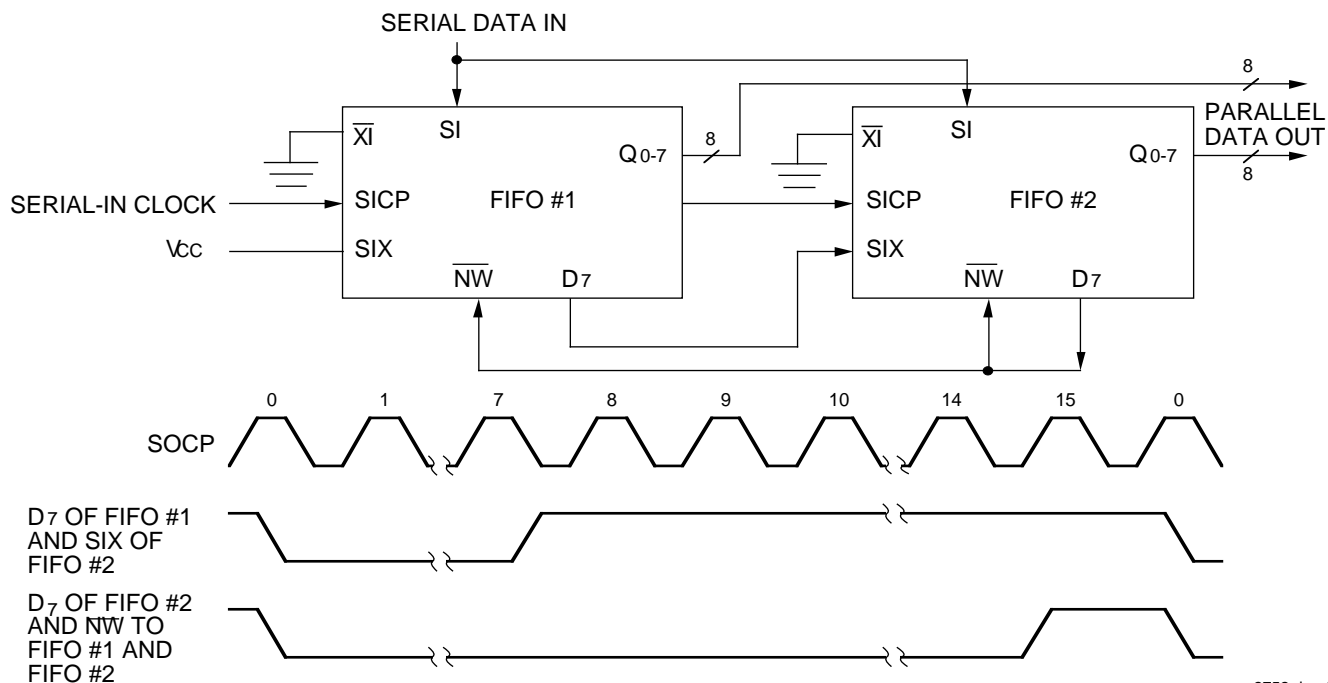 SERIAL DATA IN
8
8
PARALLEL
DATA OUT
8
XI
SI
Q0-7
XI
SI
Q0-7
8
SERIAL-IN CLOCK
SICP
FIFO #1
SICP
FIFO #2
VCC
SIX
SIX
NW
D7
NW
D7
0 1 7 8 9 10 14 15 0
SOCP
D7 OF FIFO #1
AND SIX OF
FIFO #2
D7 OF FIFO #2
AND NW TO
FIFO #1 AND
FIFO #2